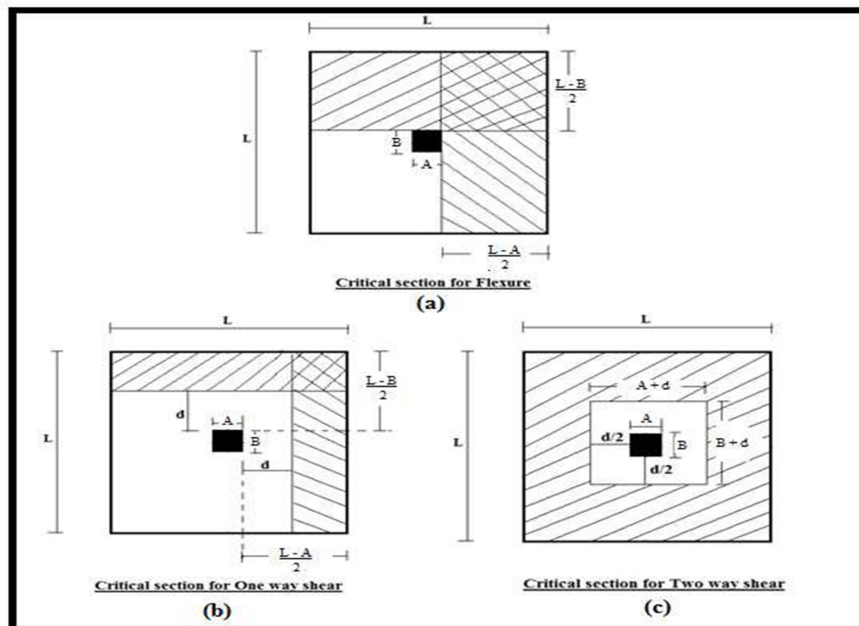 L
L - B
2
L
B
A
L - A
2
Critical section for Flexure
(a)
L
L
L - B
2
A
d
B
L
d
L - A
2
Critical section for One way shear
(b)
A + d
A
d/2
B
B + d
L
d/2
Critical section for Two way shear
(c)